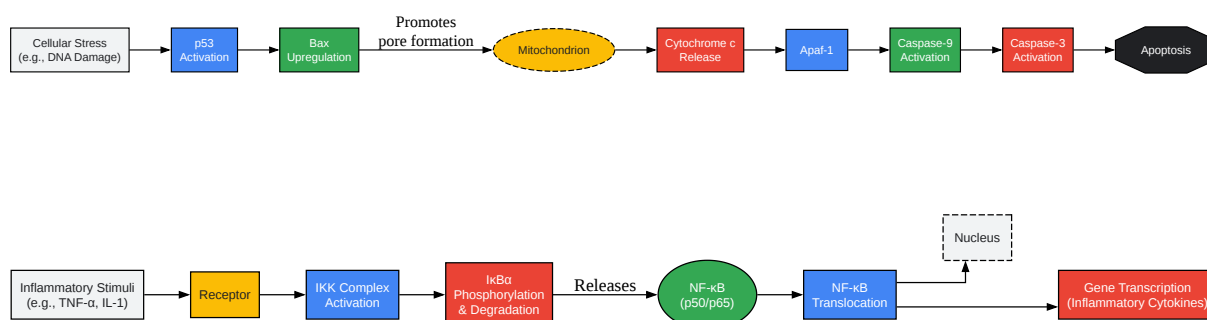 Cellular Stress
(e.g., DNA Damage)
p53
Activation
Bax
Upregulation
Promotes
pore formation
Mitochondrion
Cytochrome c
Release
Apaf-1
Caspase-9
Activation
Caspase-3
Activation
Apoptosis
Inflammatory Stimuli
(e.g., TNF-α, IL-1)
Receptor
IKK Complex
Activation
IκBα
Phosphorylation
& Degradation
Releases
NF-κB
(p50/p65)
NF-κB
Translocation
Nucleus
Gene Transcription
(Inflammatory Cytokines)